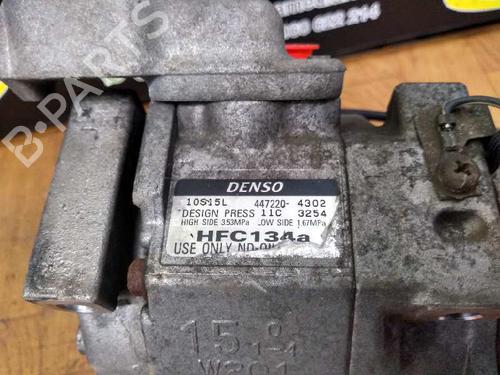 B-PARTS
DENSO
10S15L 447220- 4302
DESIGN PRESS 11C 3254
HIGH SIDE 3.53MPa LOW SIDE 1.67MPa
HFC134a
USE ONLY ND-OIL
15